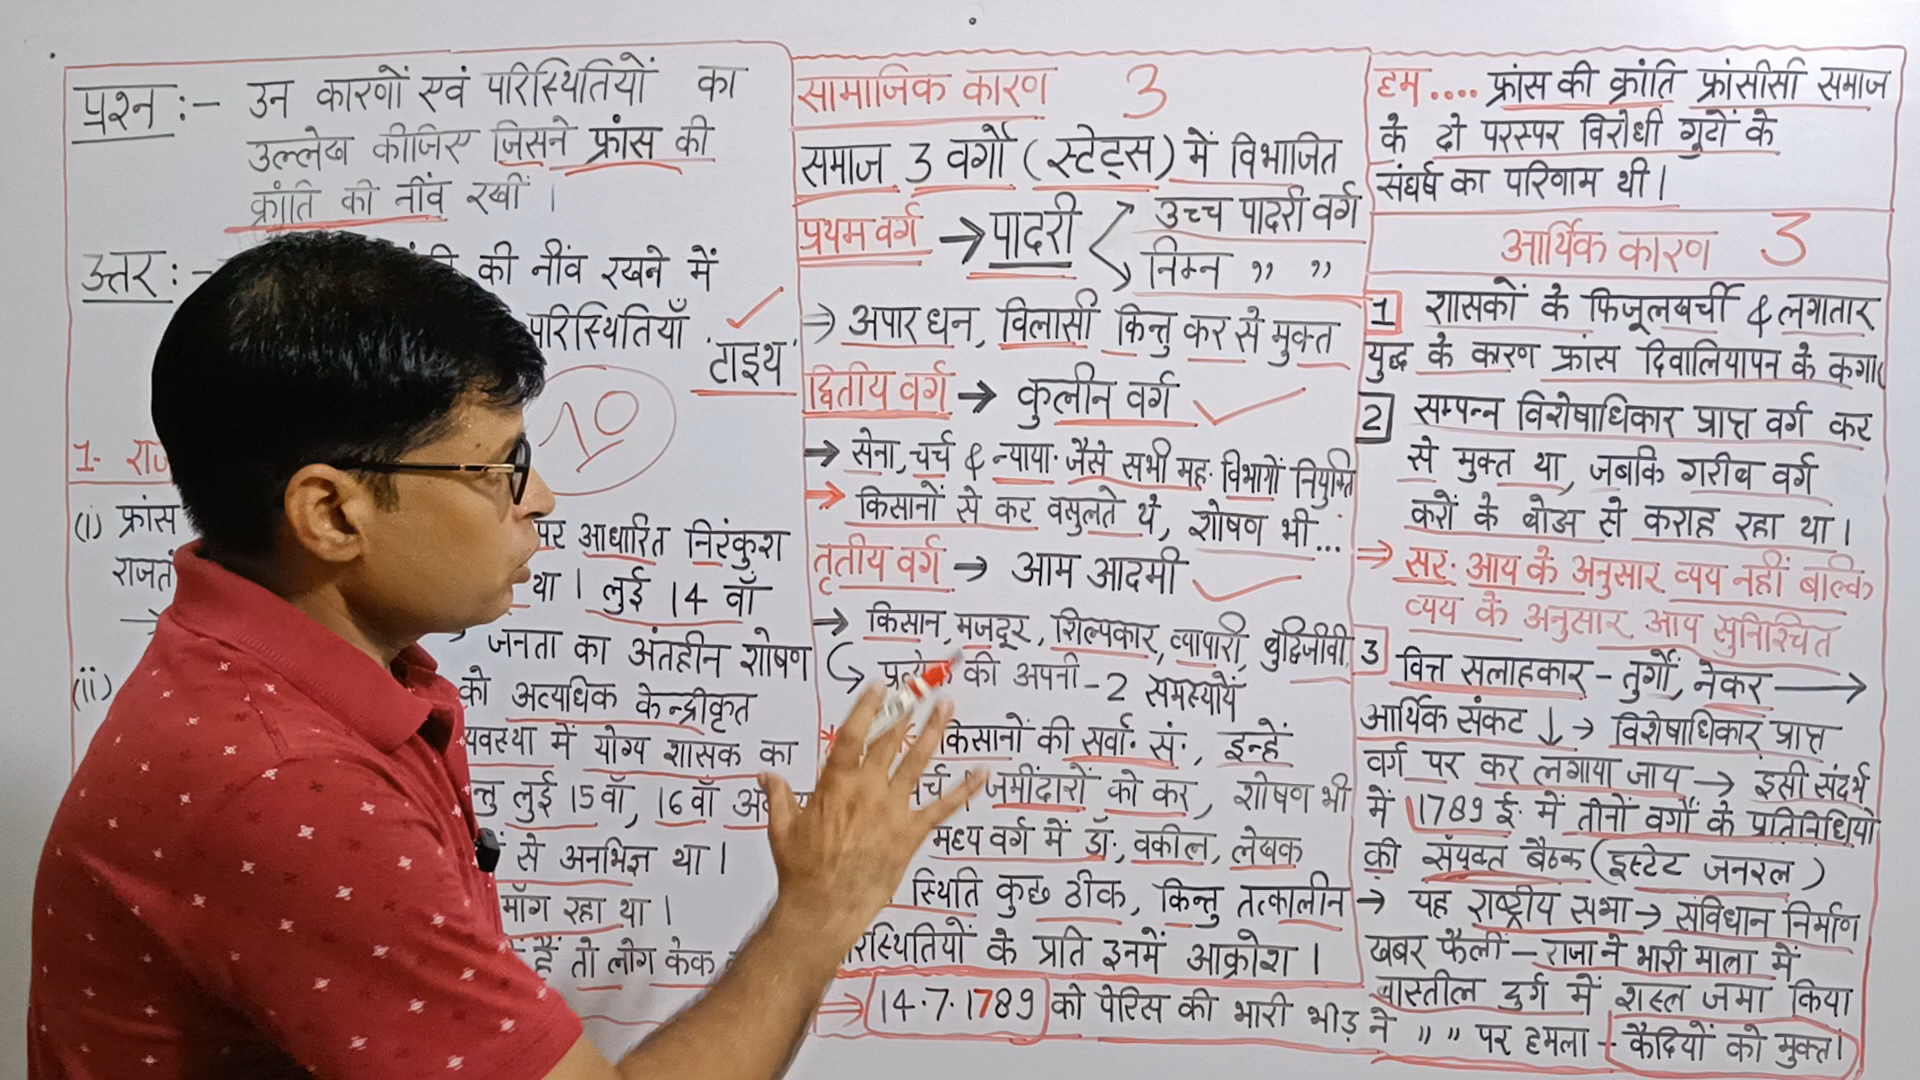 प्रश्न :- उन कारणों एवं परिस्थितियों का
उल्लेख कीजिए जिसने फ्रांस की
क्रांति की नींव रखीं ।
उत्तर :- की नींव रखने में
परिस्थितियाँ
टाइथ
10
1- राज
(i) फ्रांस पर आधारित निरंकुश
राजतं था । लुई 14 वाँ
जनता का अंतहीन शोषण
(ii) को अत्यधिक केन्द्रीकृत
व्यवस्था में योग्य शासक का
लुई 15वाँ, 16वाँ
से अनभिज्ञ था ।
माँग रहा था ।
हैं तो लोग केक
सामाजिक कारण 3
समाज 3 वर्गों (स्टेट्स) में विभाजित
प्रथम वर्ग → पादरी उच्च पादरी वर्ग
निम्न ,, ,,
⇒ अपार धन, विलासी किन्तु कर से मुक्त
द्वितीय वर्ग → कुलीन वर्ग
→ सेना, चर्च & न्याया॰ जैसे सभी मह॰ विभागों नियुक्ति
→ किसानों से कर वसुलते थे, शोषण भी...
तृतीय वर्ग → आम आदमी
→ किसान, मजदूर, शिल्पकार, व्यापारी, बुद्धिजीवी
की अपनी - 2 समस्यायें
* किसानों की सर्वा॰ सं॰, इन्हें
जमींदारों को कर, शोषण भी
मध्य वर्ग में डॉ॰, वकील, लेखक
स्थिति कुछ ठीक, किन्तु तत्कालीन
के प्रति इनमें आक्रोश ।
⇒ 14.7.1789 को पेरिस की भारी भीड़ ने ,, ,, पर हमला - कैदियों को मुक्त।
हम .... फ्रांस की क्रांति फ्रांसीसी समाज
के दो परस्पर विरोधी गूटों के
संघर्ष का परिणाम थी ।
आर्थिक कारण 3
1 शासकों के फिजूलखर्ची & लगातार
युद्ध के कारण फ्रांस दिवालियापन के कगार
2 सम्पन्न विशेषाधिकार प्राप्त वर्ग कर
से मुक्त था, जबकि गरीब वर्ग
करों के बोझ से कराह रहा था ।
⇒ सर॰ आय के अनुसार व्यय नहीं बल्कि
व्यय के अनुसार आय सुनिश्चित
3 वित्त सलाहकार - तुर्गो, नेकर →
आर्थिक संकट ↓ → विशेषाधिकार प्राप्त
वर्ग पर कर लगाया जाय → इसी संदर्भ
में 1789 ई॰ में तीनों वर्गों के प्रतिनिधियों
की संयुक्त बैठक (इस्टेट जनरल)
→ यह राष्ट्रीय सभा → संविधान निर्माण
खबर फैलीं - राजा ने भारी मात्रा में
बास्तील दुर्ग में शस्त्र जमा किया